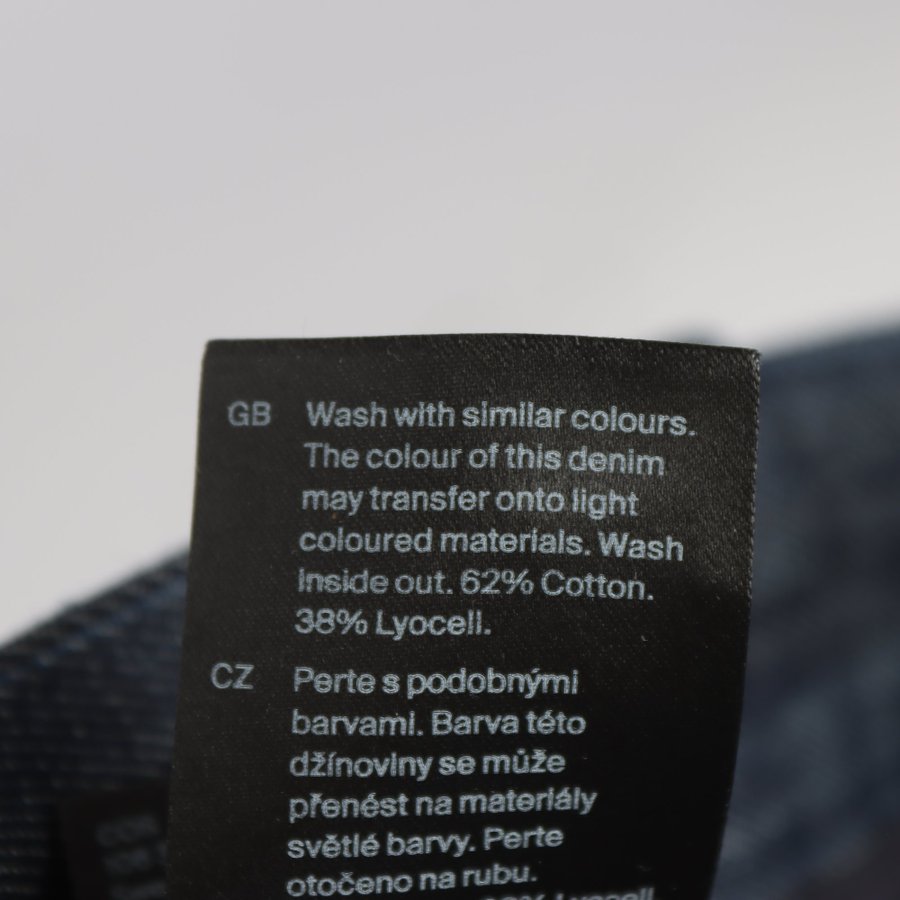 GB Wash with similar colours.
The colour of this denim
may transfer onto light
coloured materials. Wash
inside out. 62% Cotton.
38% Lyocell.
CZ Perte s podobnými
barvami. Barva této
džínoviny se může
přenést na materiály
světlé barvy. Perte
otočeno na rubu.
Lyocell